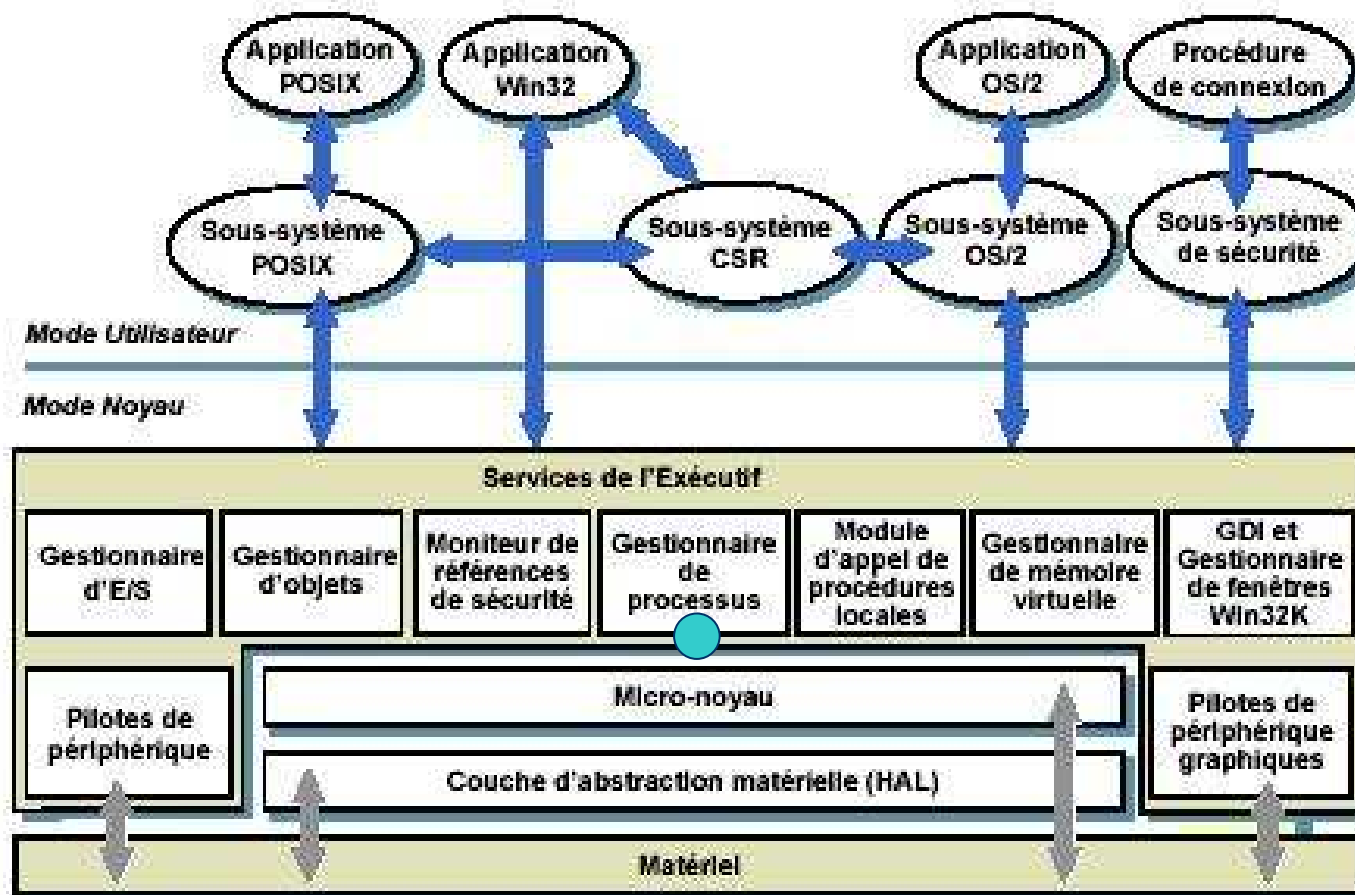 Application
POSIX
Application
Win32
Application
OS/2
Procédure
de connexion
Sous-système
POSIX
Sous-système
CSR
Sous-système
OS/2
Sous-système
de sécurité
Mode Utilisateur
Mode Noyau
Services de l'Exécutif
Gestionnaire
d'E/S
Gestionnaire
d'objets
Moniteur de
références
de sécurité
Gestionnaire
de
processus
Module
d'appel de
procédures
locales
Gestionnaire
de mémoire
virtuelle
GDI et
Gestionnaire
de fenêtres
Win32K
Pilotes de
périphérique
Micro-noyau
Couche d'abstraction matérielle (HAL)
Pilotes de
périphérique
graphiques
Matériel